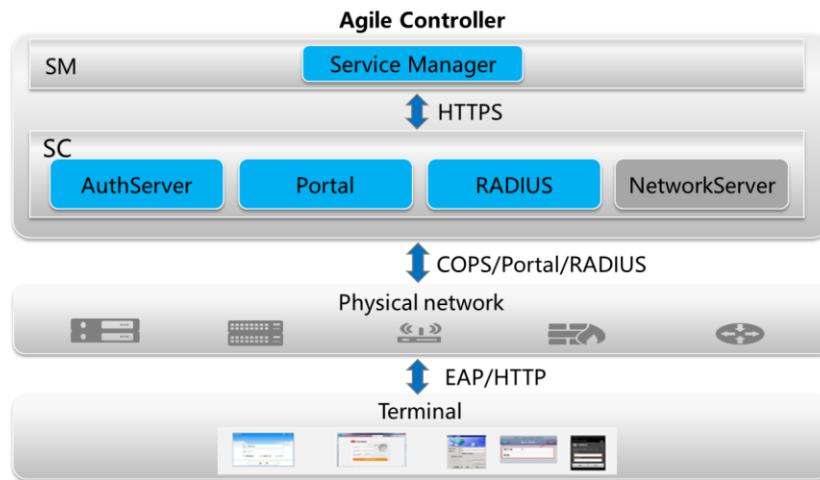 Agile Controller
SM
Service Manager
HTTPS
SC
AuthServer
Portal
RADIUS
NetworkServer
COPS/Portal/RADIUS
Physical network
EAP/HTTP
Terminal